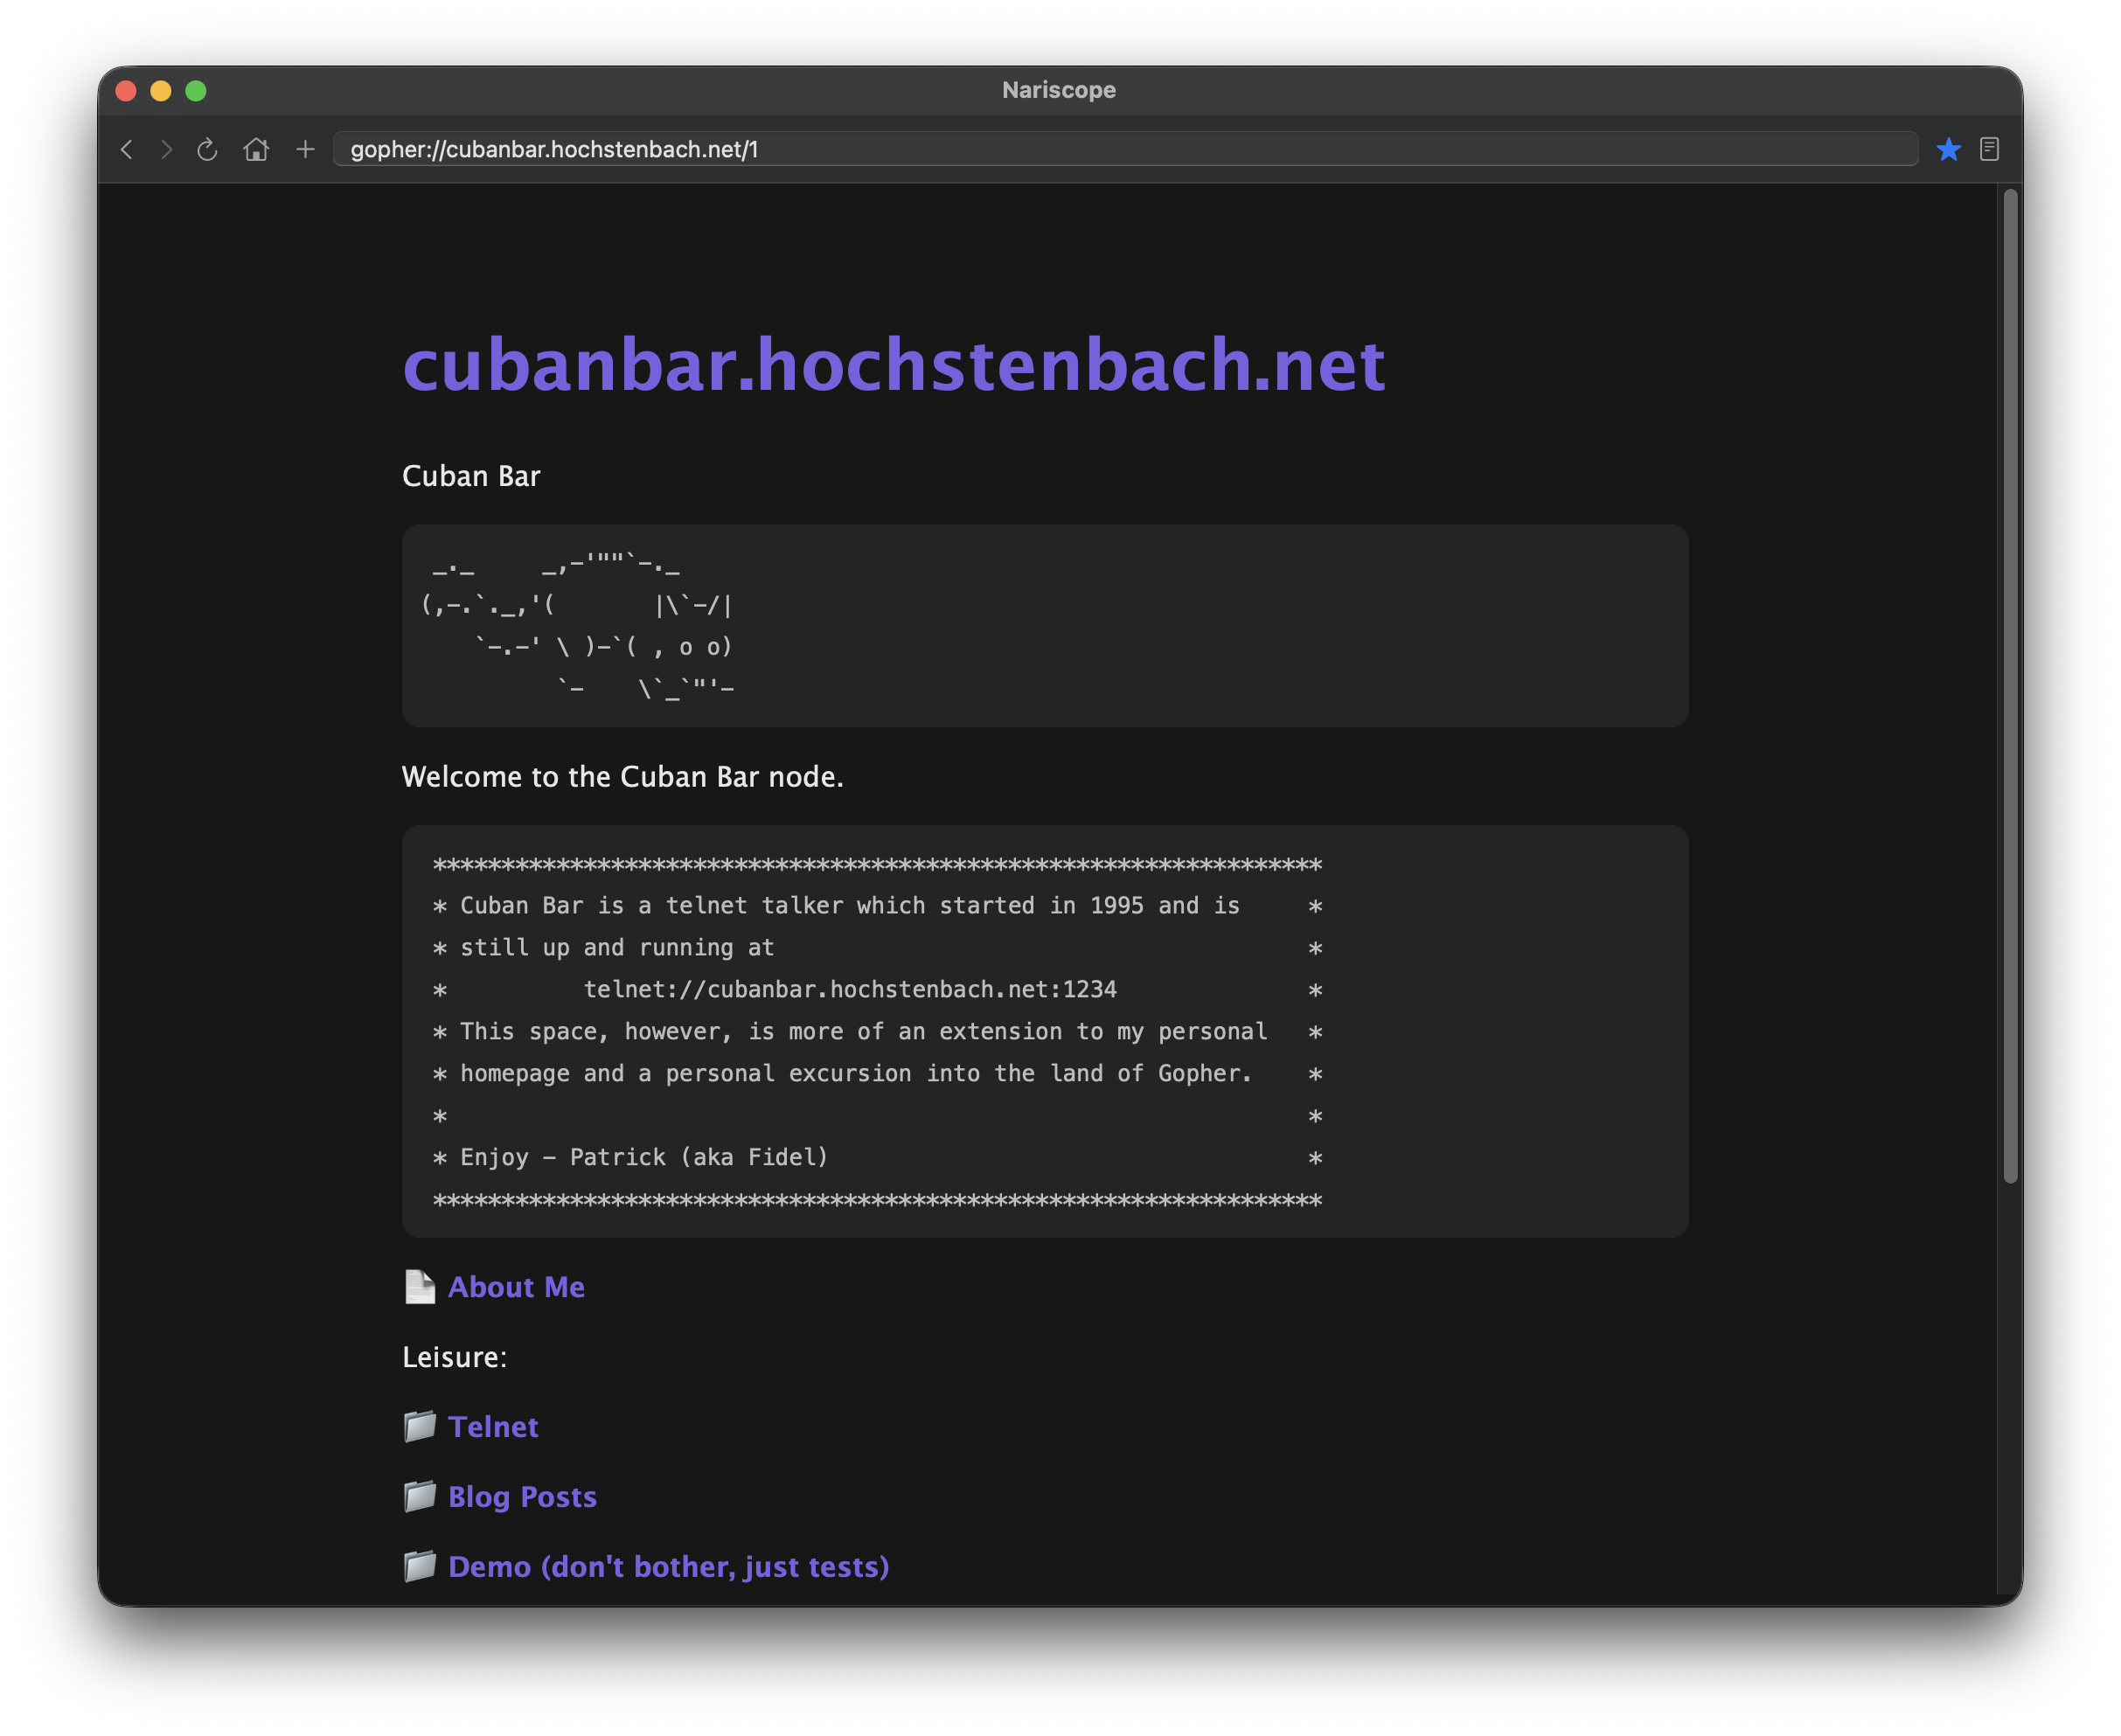 Nariscope
gopher://cubanbar.hochstenbach.net/1
cubanbar.hochstenbach.net
Cuban Bar
 _._     _,-'""`-._
(,-.`._,'(       |\`-/|
    `-.-' \ )-`( , o o)
          `-    \`_`"'-
Welcome to the Cuban Bar node.
*****************************************************************
* Cuban Bar is a telnet talker which started in 1995 and is     *
* still up and running at                                       *
*          telnet://cubanbar.hochstenbach.net:1234              *
* This space, however, is more of an extension to my personal   *
* homepage and a personal excursion into the land of Gopher.    *
*                                                               *
* Enjoy - Patrick (aka Fidel)                                   *
*****************************************************************
About Me
Leisure:
Telnet
Blog Posts
Demo (don't bother, just tests)